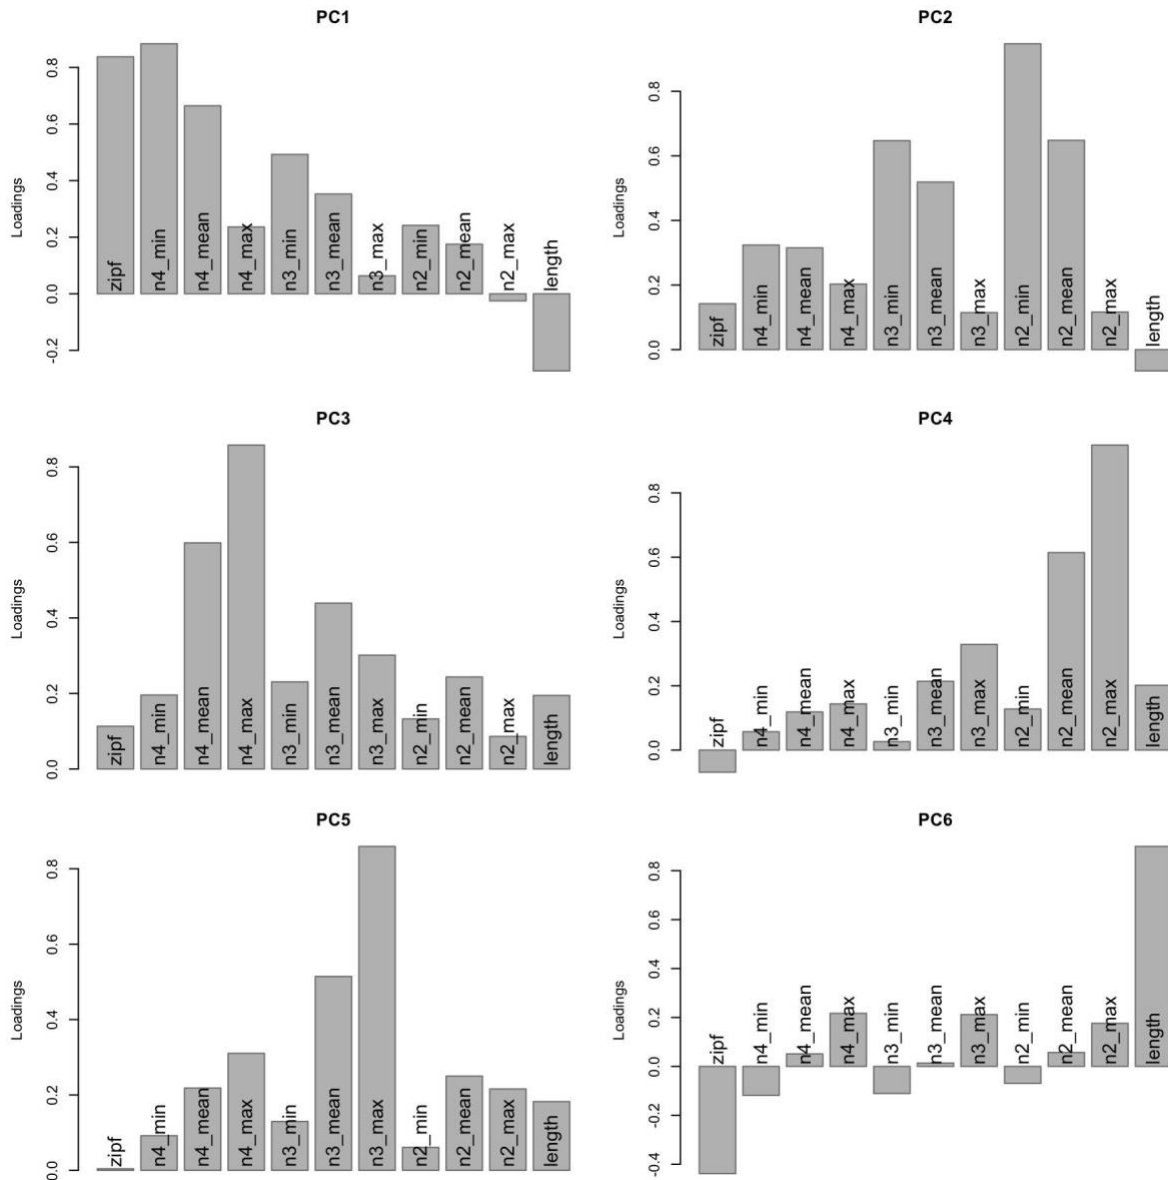 PC1
Loadings
-0.2 0.0 0.2 0.4 0.6 0.8
zipf n4_min n4_mean n4_max n3_min n3_mean n3_max n2_min n2_mean n2_max length
PC2
Loadings
0.0 0.2 0.4 0.6 0.8
zipf n4_min n4_mean n4_max n3_min n3_mean n3_max n2_min n2_mean n2_max length
PC3
Loadings
0.0 0.2 0.4 0.6 0.8
zipf n4_min n4_mean n4_max n3_min n3_mean n3_max n2_min n2_mean n2_max length
PC4
Loadings
0.0 0.2 0.4 0.6 0.8
zipf n4_min n4_mean n4_max n3_min n3_mean n3_max n2_min n2_mean n2_max length
PC5
Loadings
0.0 0.2 0.4 0.6 0.8
zipf n4_min n4_mean n4_max n3_min n3_mean n3_max n2_min n2_mean n2_max length
PC6
Loadings
-0.4 -0.2 0.0 0.2 0.4 0.6 0.8
zipf n4_min n4_mean n4_max n3_min n3_mean n3_max n2_min n2_mean n2_max length